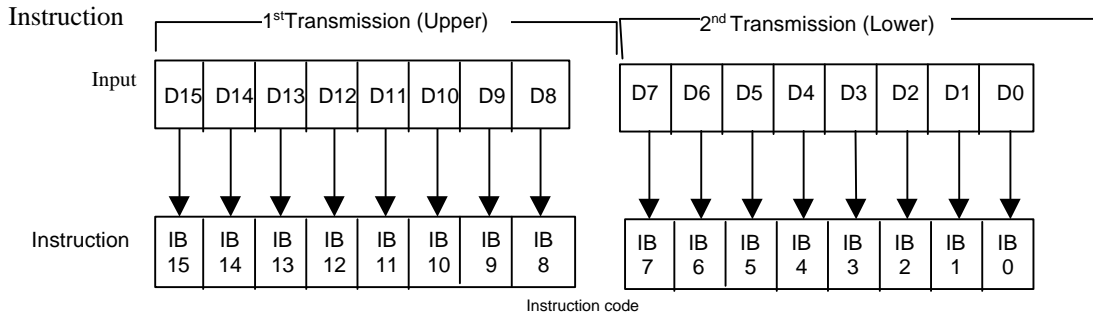 Instruction
1stTransmission (Upper) 2nd Transmission (Lower)
Input D15 D14 D13 D12 D11 D10 D9 D8 D7 D6 D5 D4 D3 D2 D1 D0
Instruction IB 15 IB 14 IB 13 IB 12 IB 11 IB 10 IB 9 IB 8 IB 7 IB 6 IB 5 IB 4 IB 3 IB 2 IB 1 IB 0
Instruction code